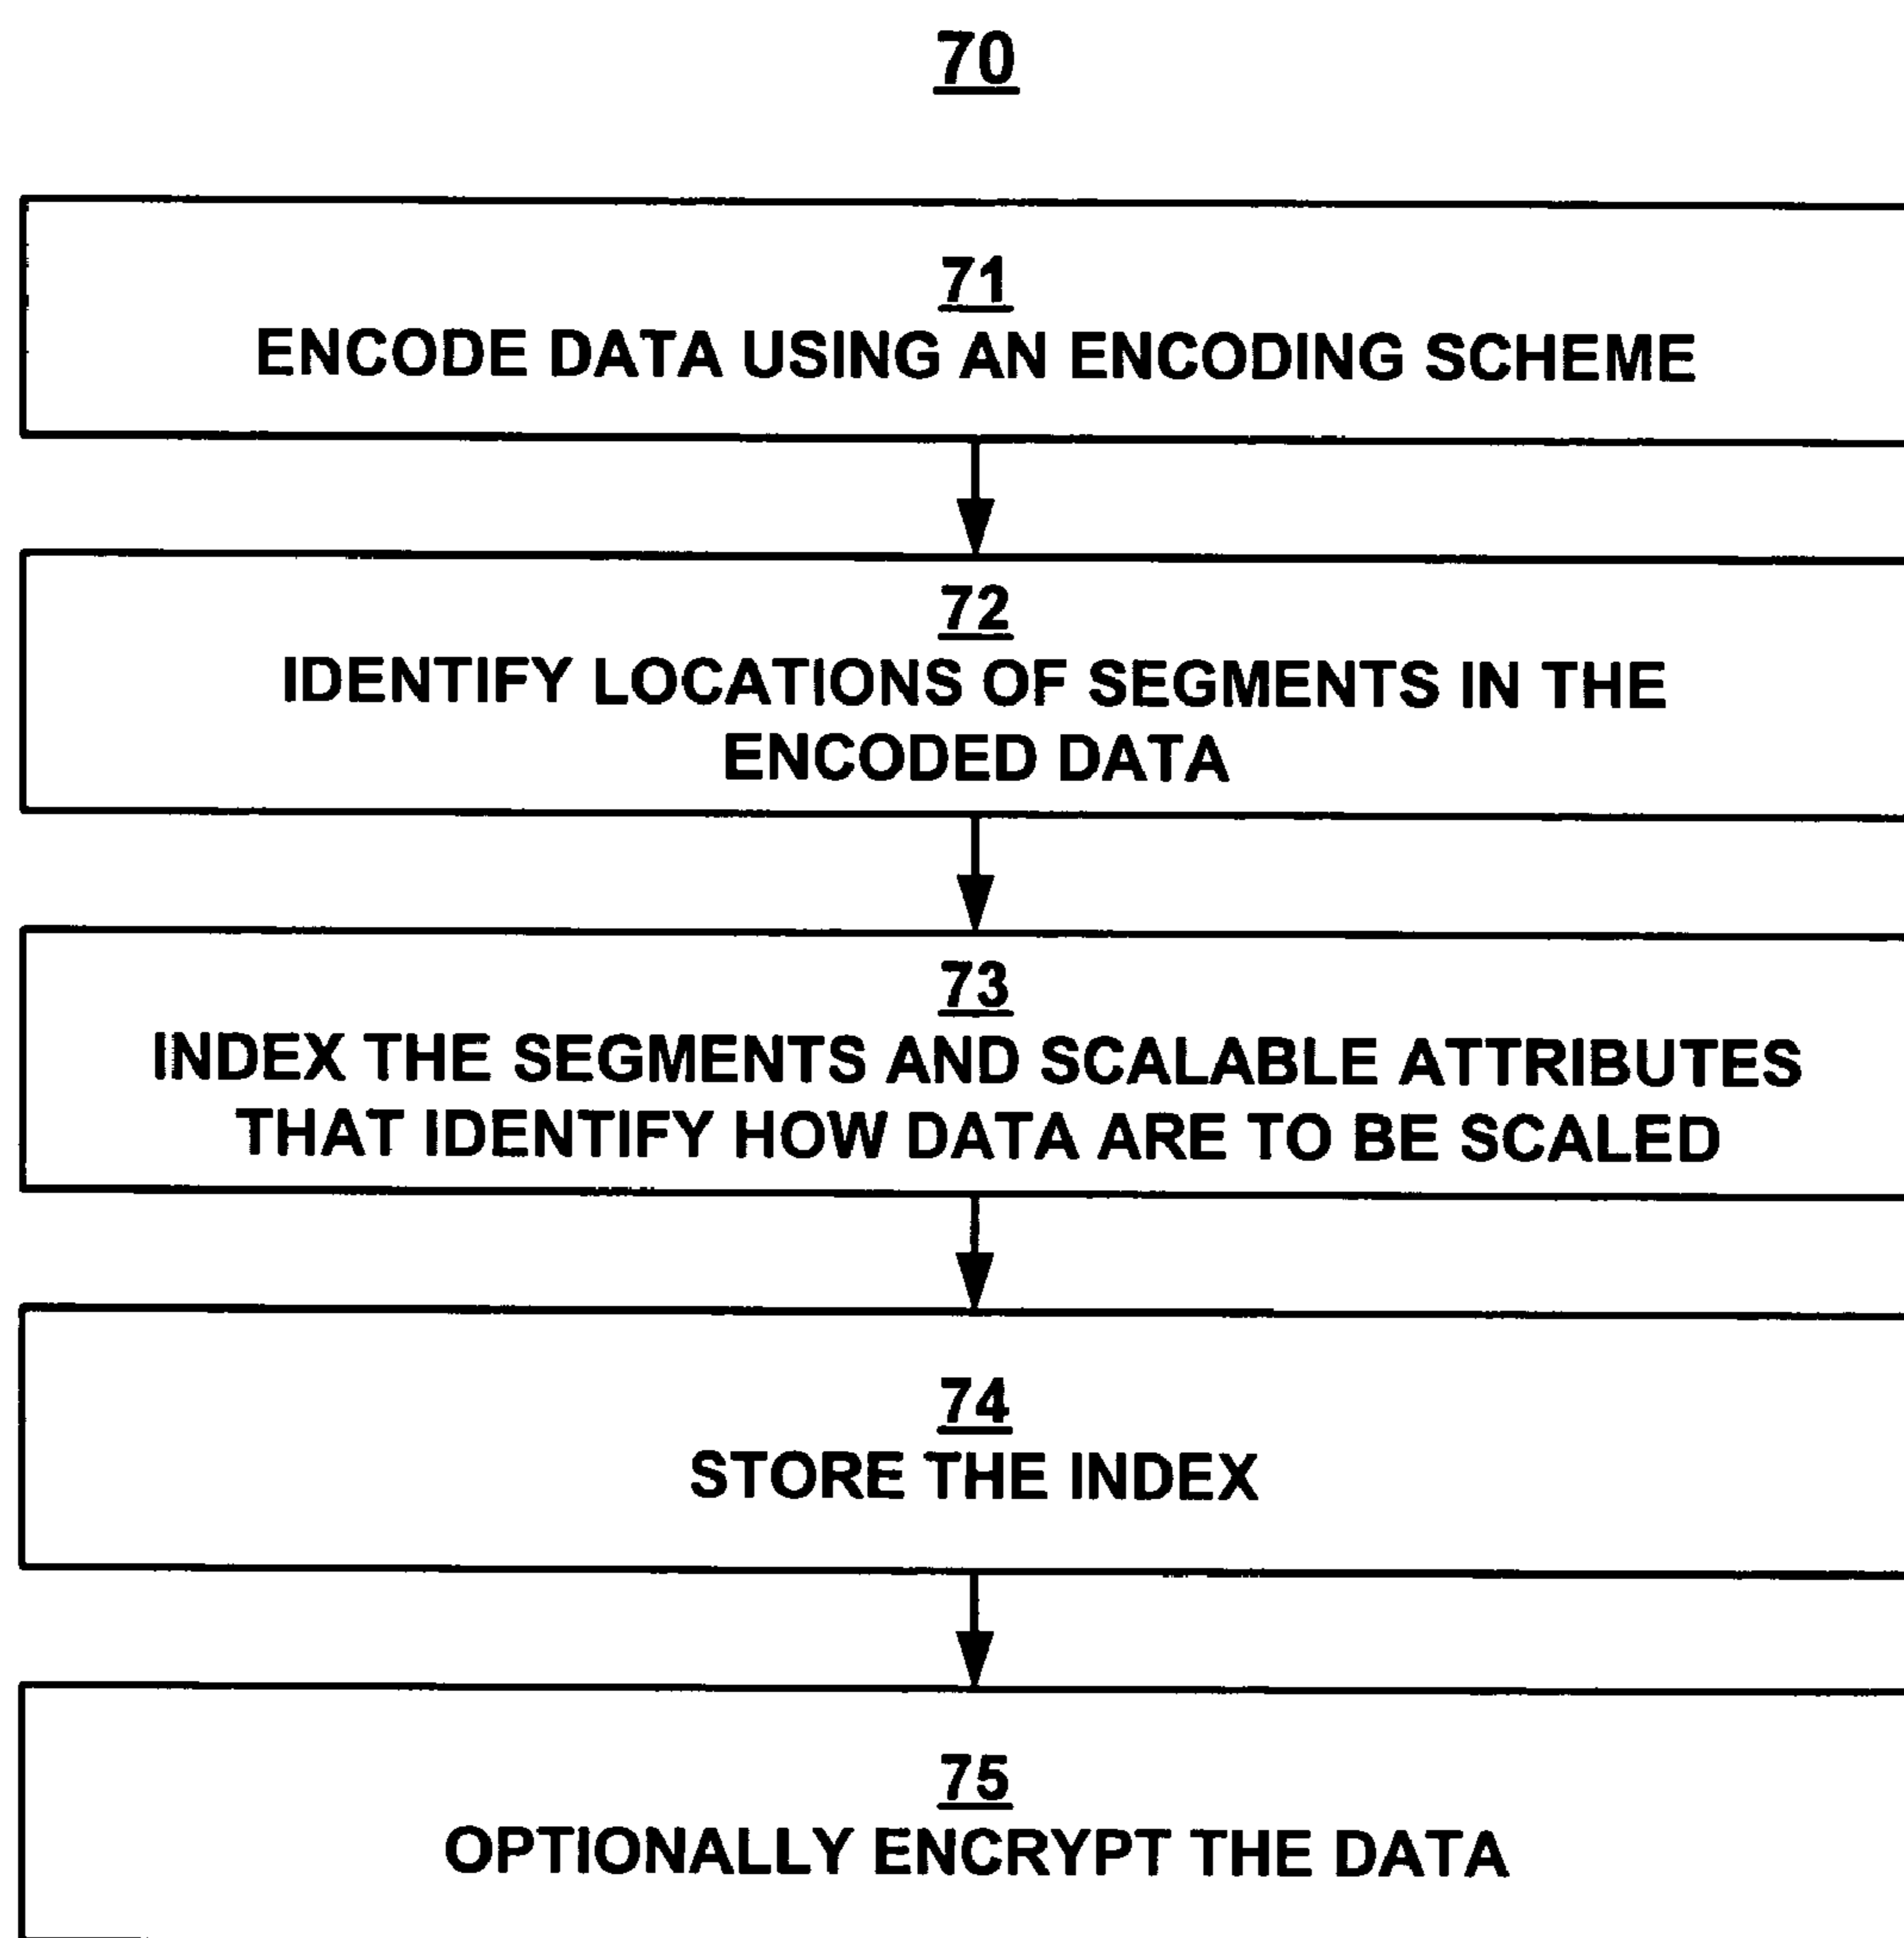 70
71
ENCODE DATA USING AN ENCODING SCHEME
72
IDENTIFY LOCATIONS OF SEGMENTS IN THE
ENCODED DATA
73
INDEX THE SEGMENTS AND SCALABLE ATTRIBUTES
THAT IDENTIFY HOW DATA ARE TO BE SCALED
74
STORE THE INDEX
75
OPTIONALLY ENCRYPT THE DATA